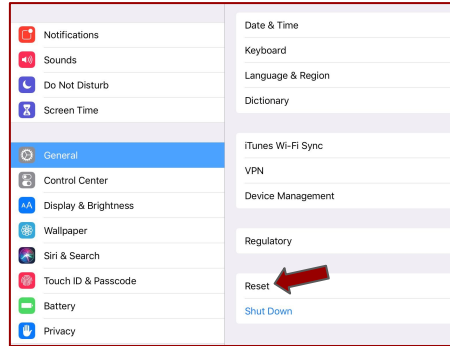 Notifications
Sounds
Do Not Disturb
Screen Time
General
Control Center
AA Display & Brightness
Wallpaper
Siri & Search
Touch ID & Passcode
Battery
Privacy
Date & Time
Keyboard
Language & Region
Dictionary
iTunes Wi-Fi Sync
VPN
Device Management
Regulatory
Reset
Shut Down